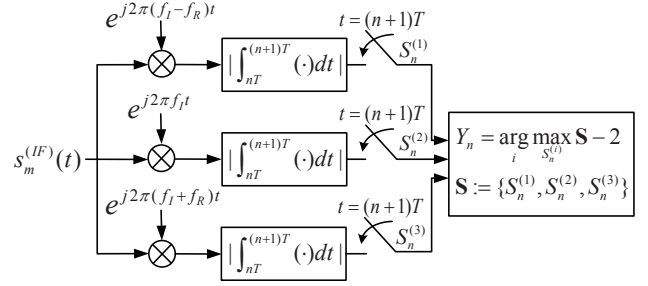 e^{j2π(f_I−f_R)t}
|∫_{nT}^{(n+1)T}(·)dt|
t = (n+1)T
S_n^{(1)}
e^{j2πf_I t}
s_m^{(IF)}(t)
|∫_{nT}^{(n+1)T}(·)dt|
t = (n+1)T
S_n^{(2)}
Y_n = arg max S − 2
i S_n^{(i)}
S := {S_n^{(1)}, S_n^{(2)}, S_n^{(3)}}
e^{j2π(f_I+f_R)t}
|∫_{nT}^{(n+1)T}(·)dt|
t = (n+1)T
S_n^{(3)}